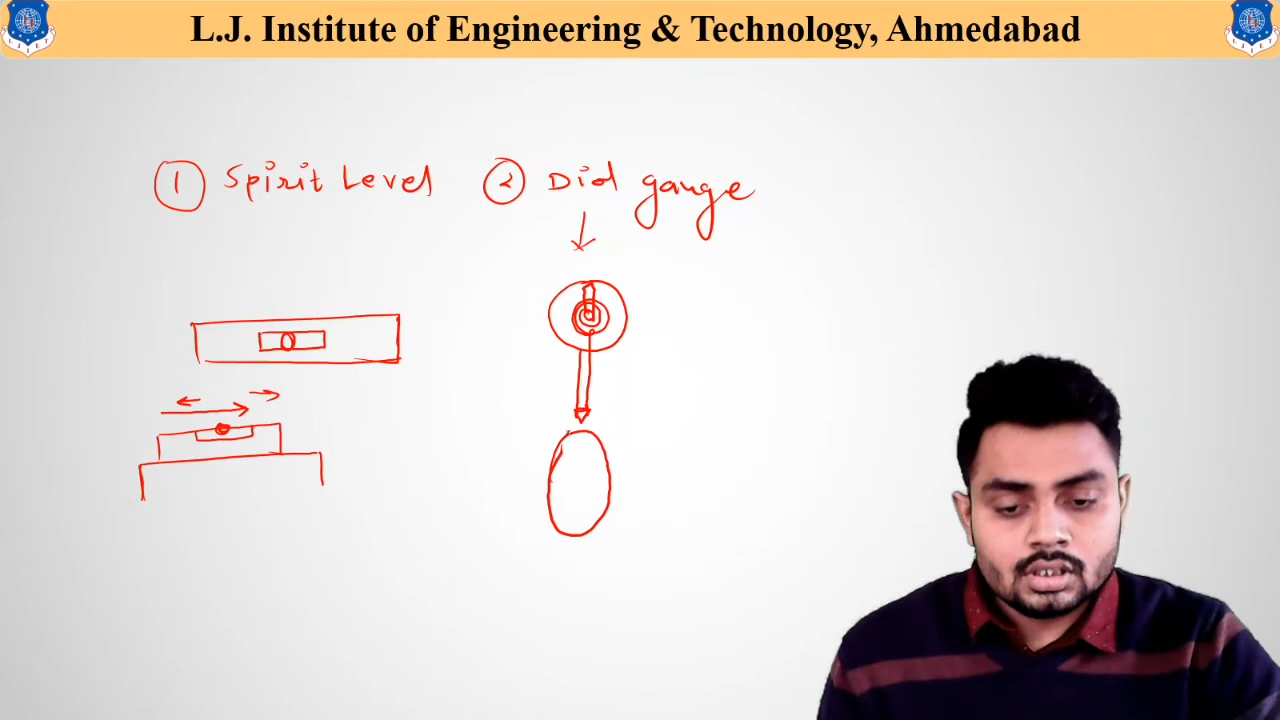 L.J. Institute of Engineering & Technology, Ahmedabad
1 Spirit Level 2 Dial gauge